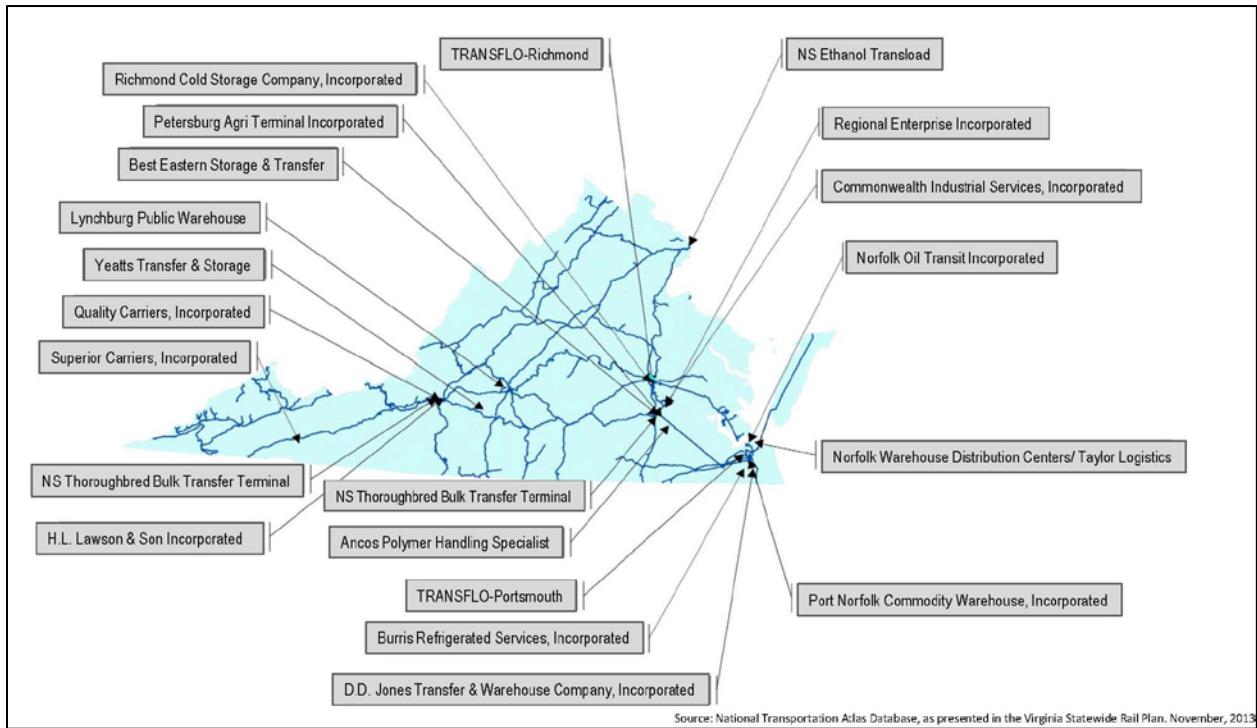 TRANSFLO-Richmond
NS Ethanol Transload
Richmond Cold Storage Company, Incorporated
Petersburg Agri Terminal Incorporated
Regional Enterprise Incorporated
Best Eastern Storage & Transfer
Commonwealth Industrial Services, Incorporated
Lynchburg Public Warehouse
Yeatts Transfer & Storage
Norfolk Oil Transit Incorporated
Quality Carriers, Incorporated
Superior Carriers, Incorporated
Norfolk Warehouse Distribution Centers/ Taylor Logistics
NS Thoroughbred Bulk Transfer Terminal
NS Thoroughbred Bulk Transfer Terminal
H.L. Lawson & Son Incorporated
Ancos Polymer Handling Specialist
TRANSFLO-Portsmouth
Port Norfolk Commodity Warehouse, Incorporated
Burris Refrigerated Services, Incorporated
D.D. Jones Transfer & Warehouse Company, Incorporated
Source: National Transportation Atlas Database, as presented in the Virginia Statewide Rail Plan. November, 2013